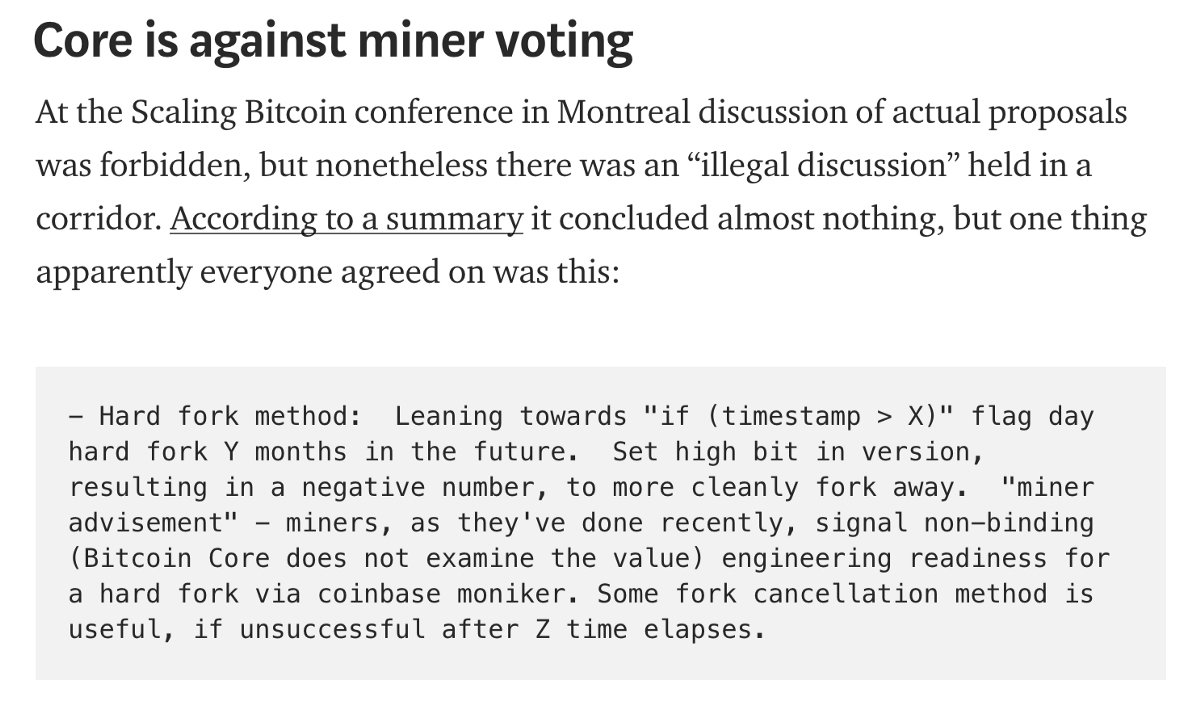 Core is against miner voting
At the Scaling Bitcoin conference in Montreal discussion of actual proposals
was forbidden, but nonetheless there was an “illegal discussion” held in a
corridor. According to a summary it concluded almost nothing, but one thing
apparently everyone agreed on was this:
– Hard fork method:  Leaning towards "if (timestamp > X)" flag day
hard fork Y months in the future.  Set high bit in version,
resulting in a negative number, to more cleanly fork away.  "miner
advisement" – miners, as they've done recently, signal non–binding
(Bitcoin Core does not examine the value) engineering readiness for
a hard fork via coinbase moniker. Some fork cancellation method is
useful, if unsuccessful after Z time elapses.